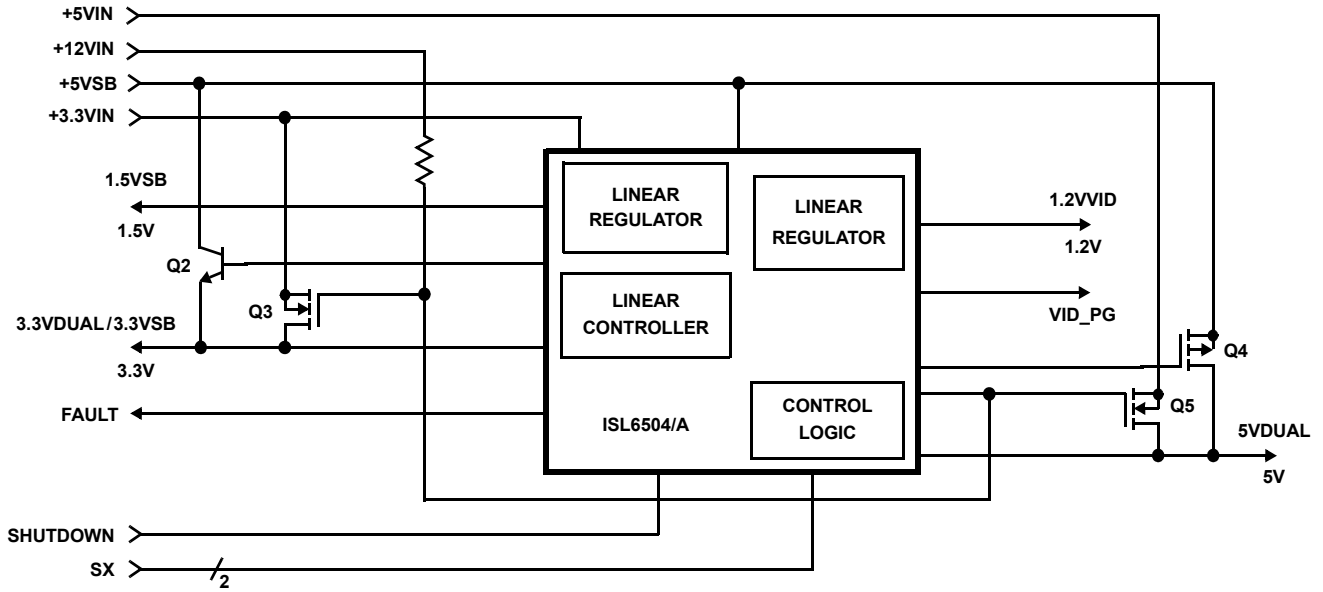 +5VIN
+12VIN
+5VSB
+3.3VIN
1.5VSB
1.5V
Q2
Q3
3.3VDUAL/3.3VSB
3.3V
FAULT
SHUTDOWN
SX
2
LINEAR
REGULATOR
LINEAR
CONTROLLER
LINEAR
REGULATOR
ISL6504/A
CONTROL
LOGIC
1.2VVID
1.2V
VID_PG
Q4
Q5
5VDUAL
5V